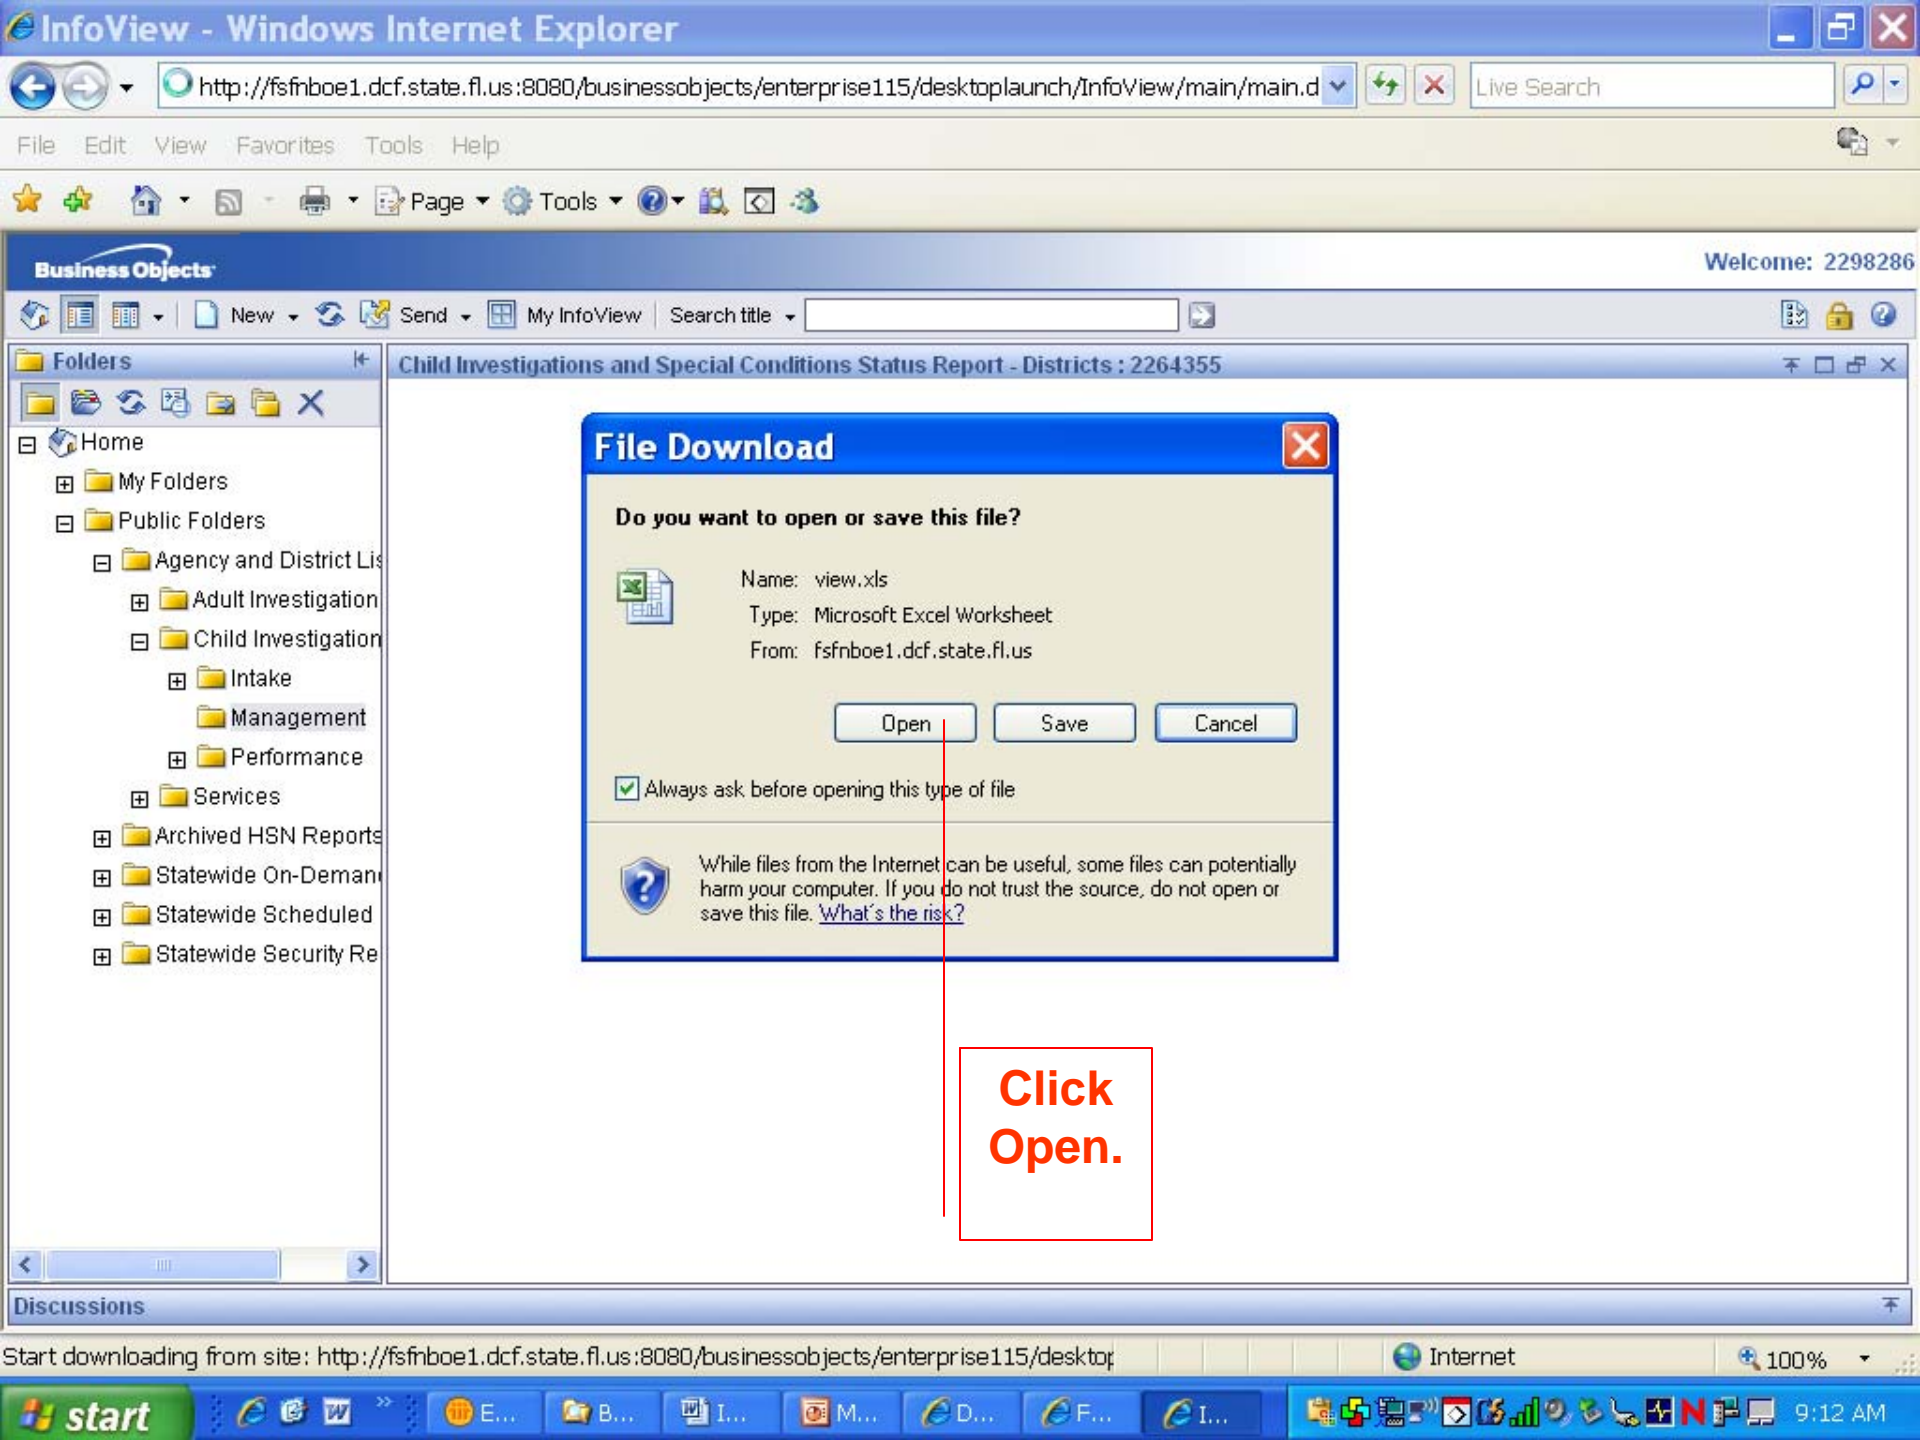 InfoView - Windows Internet Explorer
http://fsfnboe1.dcf.state.fl.us:8080/businessobjects/enterprise115/desktoplaunch/InfoView/main/main.d
Live Search
File Edit View Favorites Tools Help
Page Tools
Business Objects
Welcome: 2298286
New Send My InfoView Search title
Folders
Child Investigations and Special Conditions Status Report - Districts : 2264355
Home
My Folders
Public Folders
Agency and District Lis
Adult Investigation
Child Investigation
Intake
Management
Performance
Services
Archived HSN Reports
Statewide On-Deman
Statewide Scheduled
Statewide Security Re
File Download
Do you want to open or save this file?
Name: view.xls
Type: Microsoft Excel Worksheet
From: fsfnboe1.dcf.state.fl.us
Open Save Cancel
Always ask before opening this type of file
While files from the Internet can be useful, some files can potentially
harm your computer. If you do not trust the source, do not open or
save this file. What's the risk?
Click
Open.
Discussions
Start downloading from site: http://fsfnboe1.dcf.state.fl.us:8080/businessobjects/enterprise115/desktop
Internet
100%
start
E...
B...
I...
M...
D...
F...
I...
9:12 AM